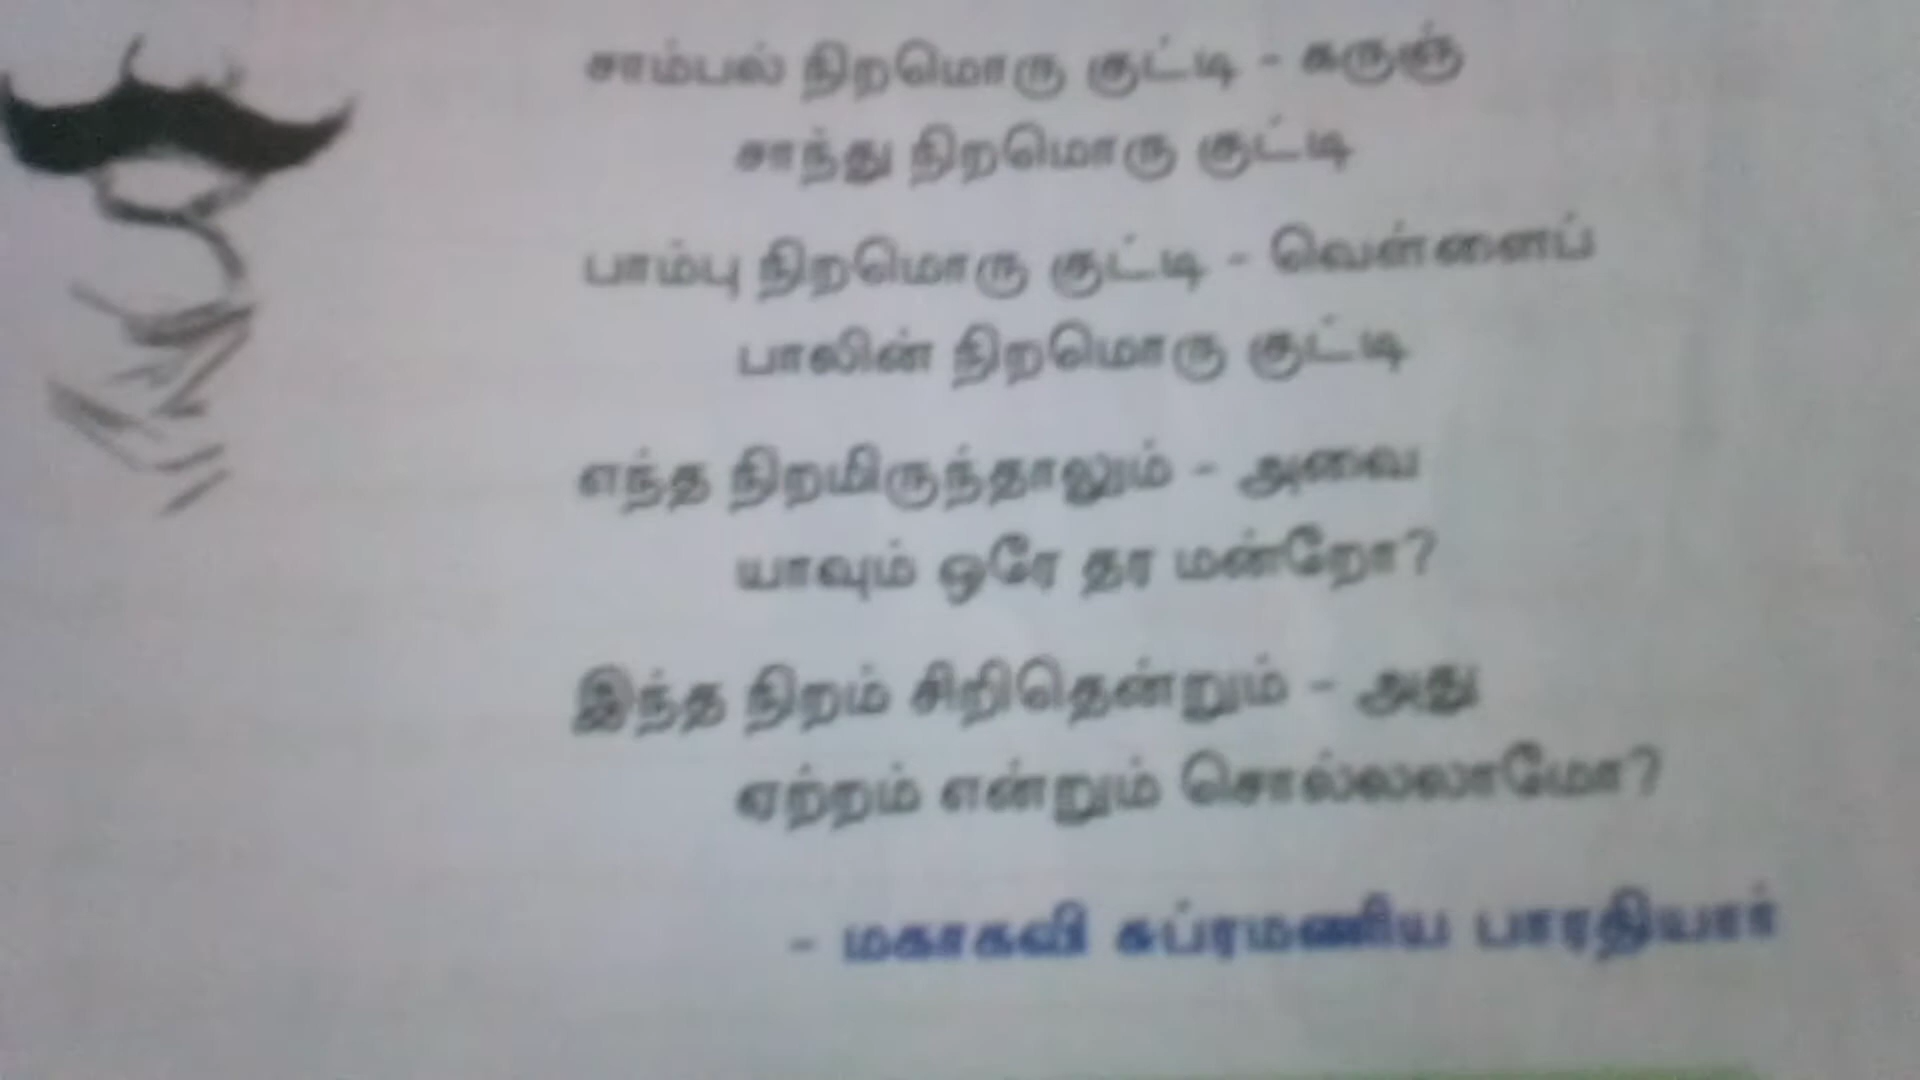 சாம்பல் நிறமொரு குட்டி - கருஞ்
சாந்து நிறமொரு குட்டி
பாம்பு நிறமொரு குட்டி - வெள்ளைப்
பாலின் நிறமொரு குட்டி
எந்த நிறமிருந்தாலும் - அவை
யாவும் ஒரே தர மன்றோ?
இந்த நிறம் சிறிதென்றும் - அது
ஏற்றம் என்றும் சொல்லலாமோ?
- மகாகவி சுப்ரமணிய பாரதியார்